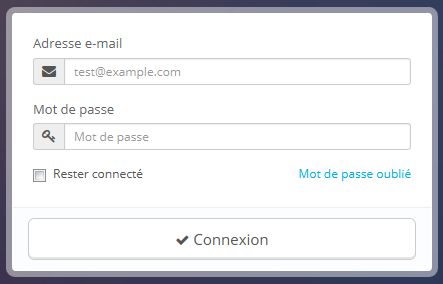 Adresse e-mail
test@example.com
Mot de passe
Mot de passe
Rester connecté Mot de passe oublié
Connexion